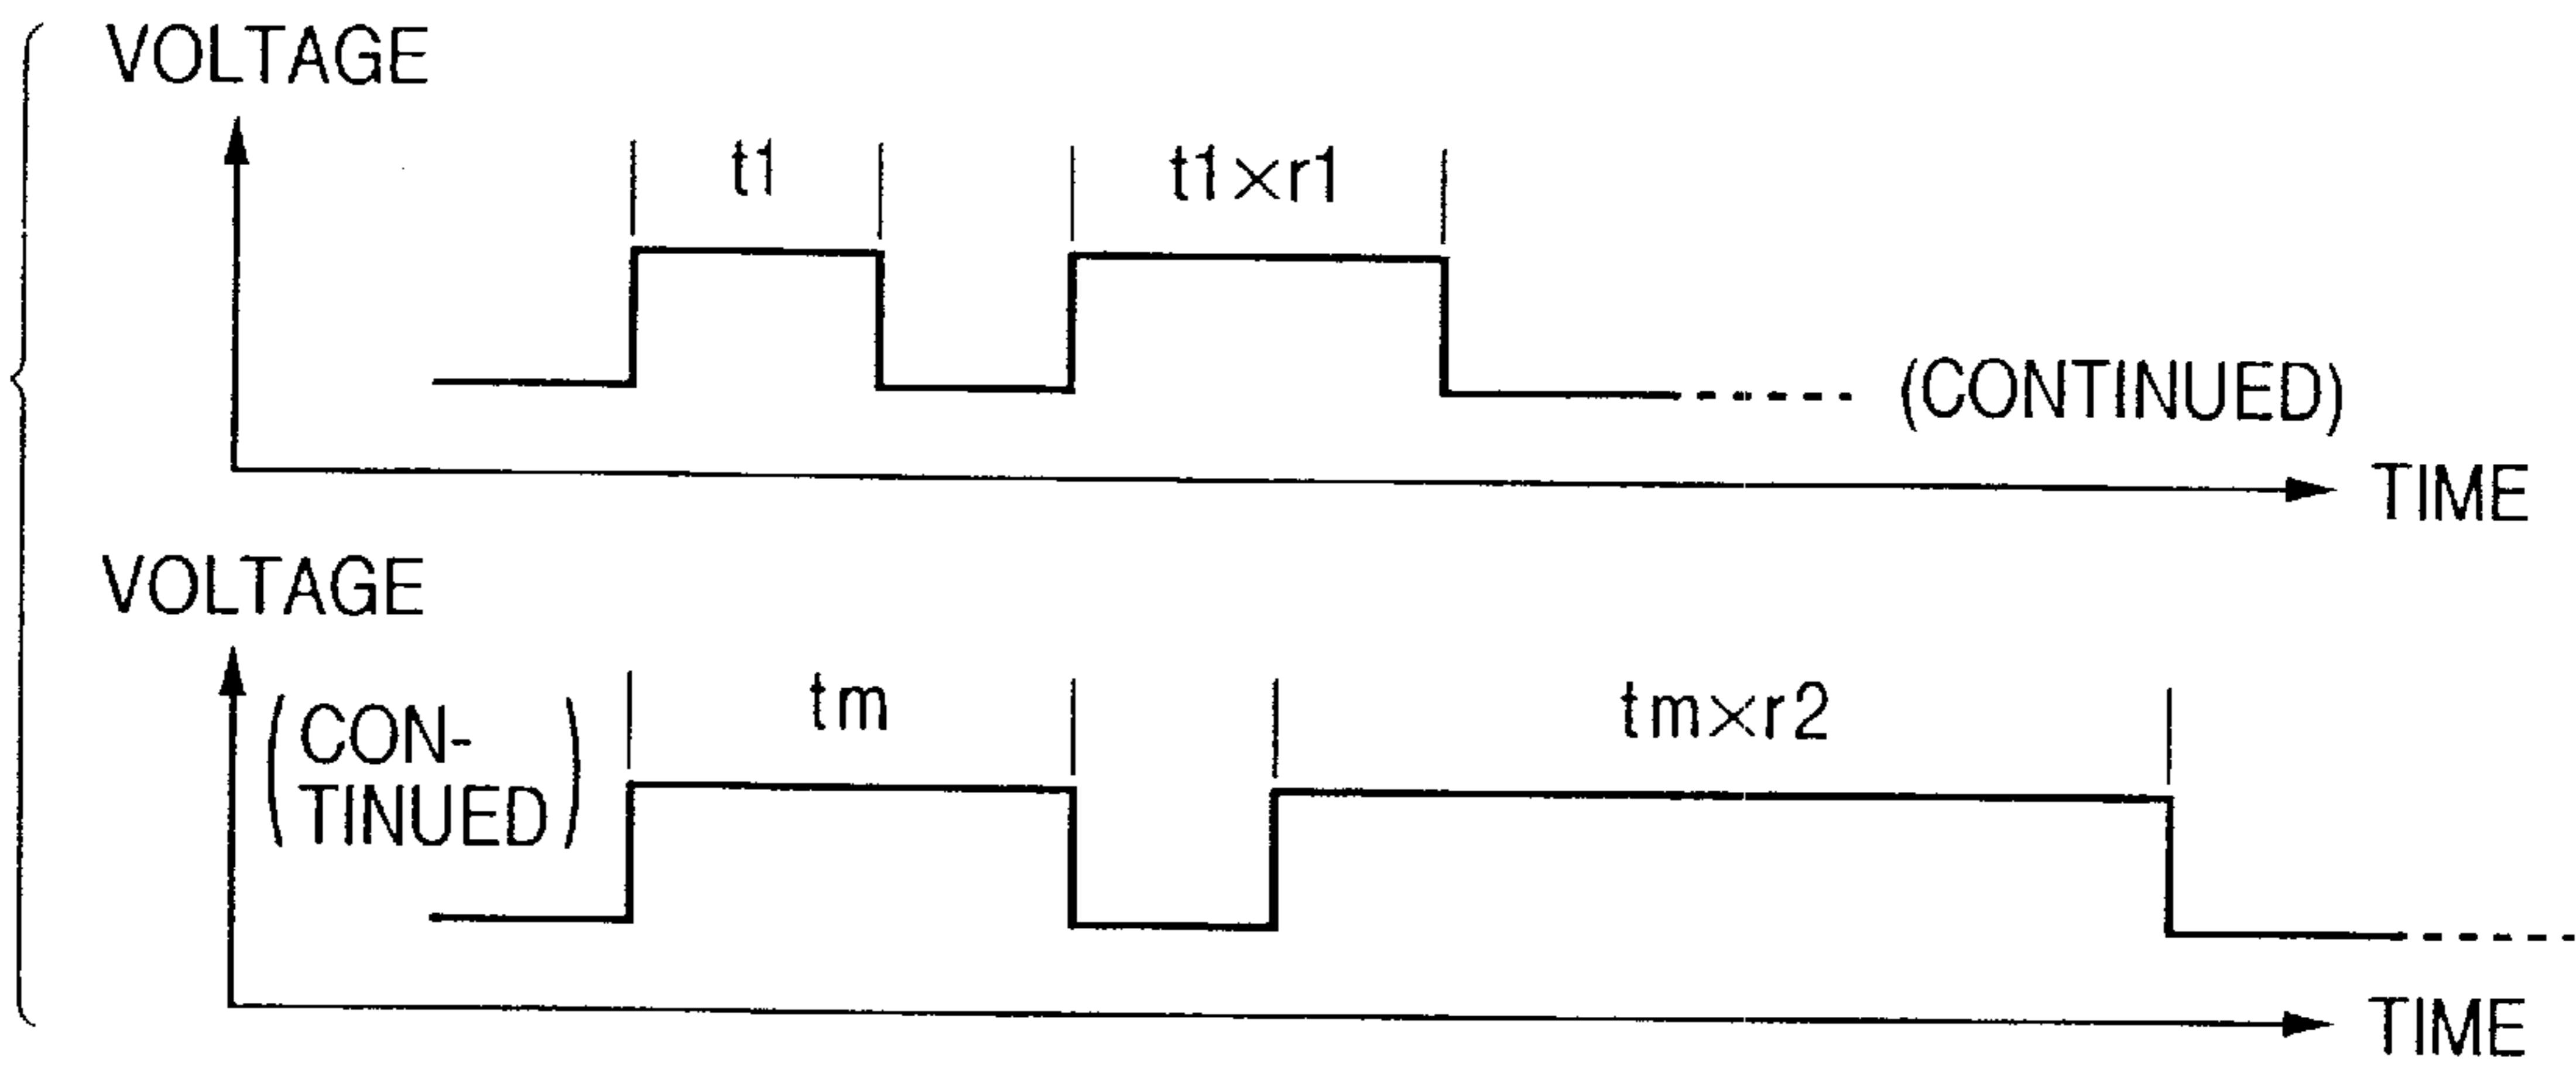 VOLTAGE
t1
t1×r1
(CONTINUED)
TIME
VOLTAGE
(CON-
TINUED)
tm
tm×r2
TIME